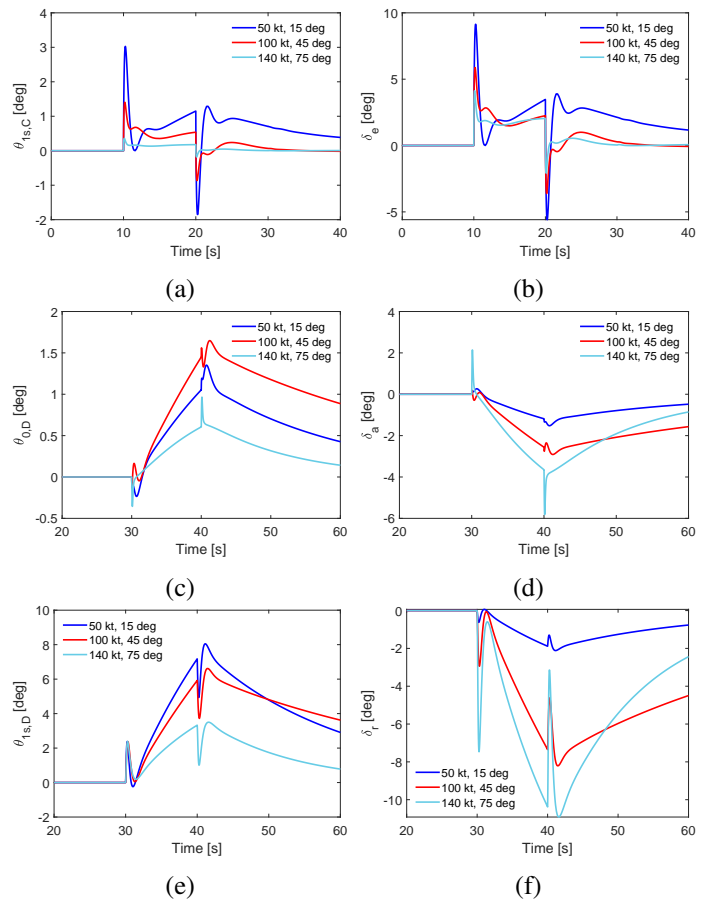 4
3
2
1
0
-1
-2
θ1s,C [deg]
50 kt, 15 deg
100 kt, 45 deg
140 kt, 75 deg
0 10 20 30 40
Time [s]
(a)
10
5
0
-5
δe [deg]
50 kt, 15 deg
100 kt, 45 deg
140 kt, 75 deg
0 10 20 30 40
Time [s]
(b)
2
1.5
1
0.5
0
-0.5
θ0,D [deg]
50 kt, 15 deg
100 kt, 45 deg
140 kt, 75 deg
20 30 40 50 60
Time [s]
(c)
4
2
0
-2
-4
-6
δa [deg]
50 kt, 15 deg
100 kt, 45 deg
140 kt, 75 deg
20 30 40 50 60
Time [s]
(d)
10
8
6
4
2
0
-2
θ1s,D [deg]
50 kt, 15 deg
100 kt, 45 deg
140 kt, 75 deg
20 30 40 50 60
Time [s]
(e)
0
-2
-4
-6
-8
-10
δr [deg]
50 kt, 15 deg
100 kt, 45 deg
140 kt, 75 deg
20 30 40 50 60
Time [s]
(f)